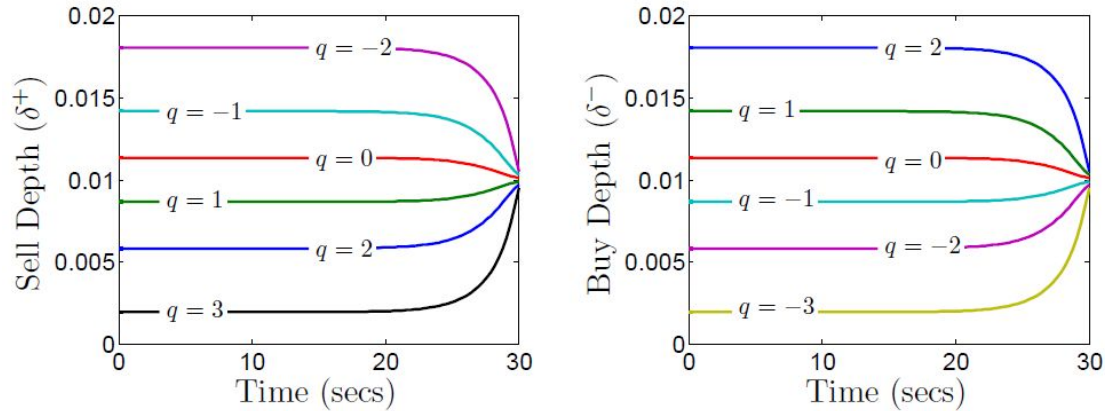 Sell Depth (δ⁺)
0.02
0.015
0.01
0.005
0
q = −2
q = −1
q = 0
q = 1
q = 2
q = 3
0 10 20 30
Time (secs)
Buy Depth (δ⁻)
0.02
0.015
0.01
0.005
0
q = 2
q = 1
q = 0
q = −1
q = −2
q = −3
0 10 20 30
Time (secs)